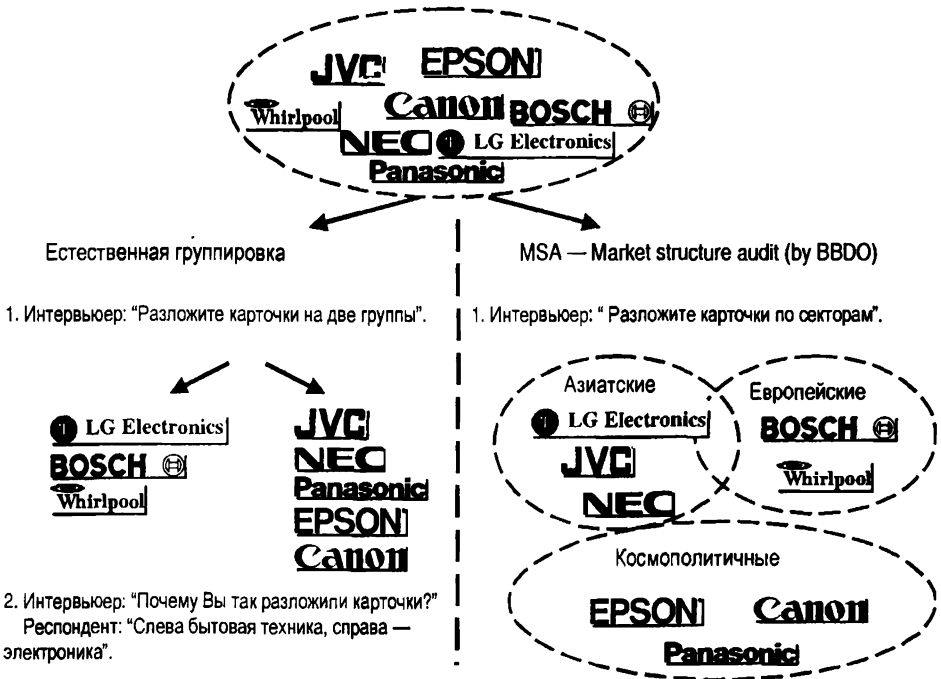 JVC EPSON
Whirlpool Canon BOSCH
NEC LG Electronics
Panasonic
Естественная группировка
1. Интервьюер: “Разложите карточки на две группы”.
LG Electronics
BOSCH
Whirlpool
JVC
NEC
Panasonic
EPSON
Canon
2. Интервьюер: “Почему Вы так разложили карточки?”
Респондент: “Слева бытовая техника, справа —
электроника”.
MSA — Market structure audit (by BBDO)
1. Интервьюер: “ Разложите карточки по секторам”.
Азиатские
LG Electronics
JVC
NEC
Европейские
BOSCH
Whirlpool
Космополитичные
EPSON Canon
Panasonic